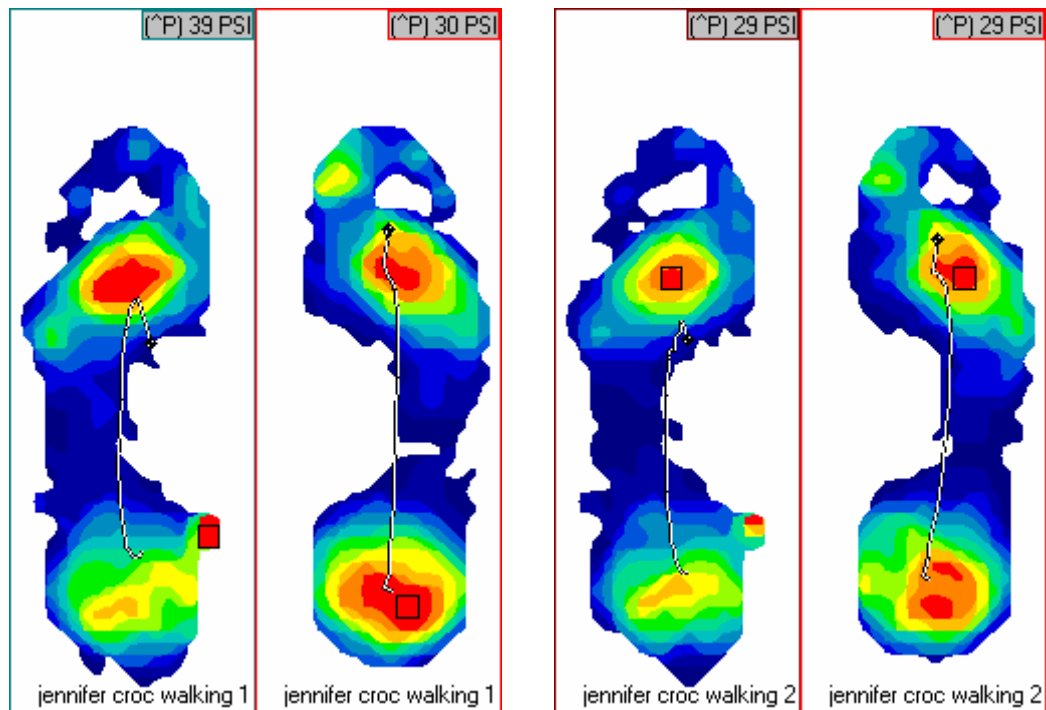 (^P) 39 PSI
(^P) 30 PSI
(^P) 29 PSI
(^P) 29 PSI
jennifer croc walking 1
jennifer croc walking 1
jennifer croc walking 2
jennifer croc walking 2